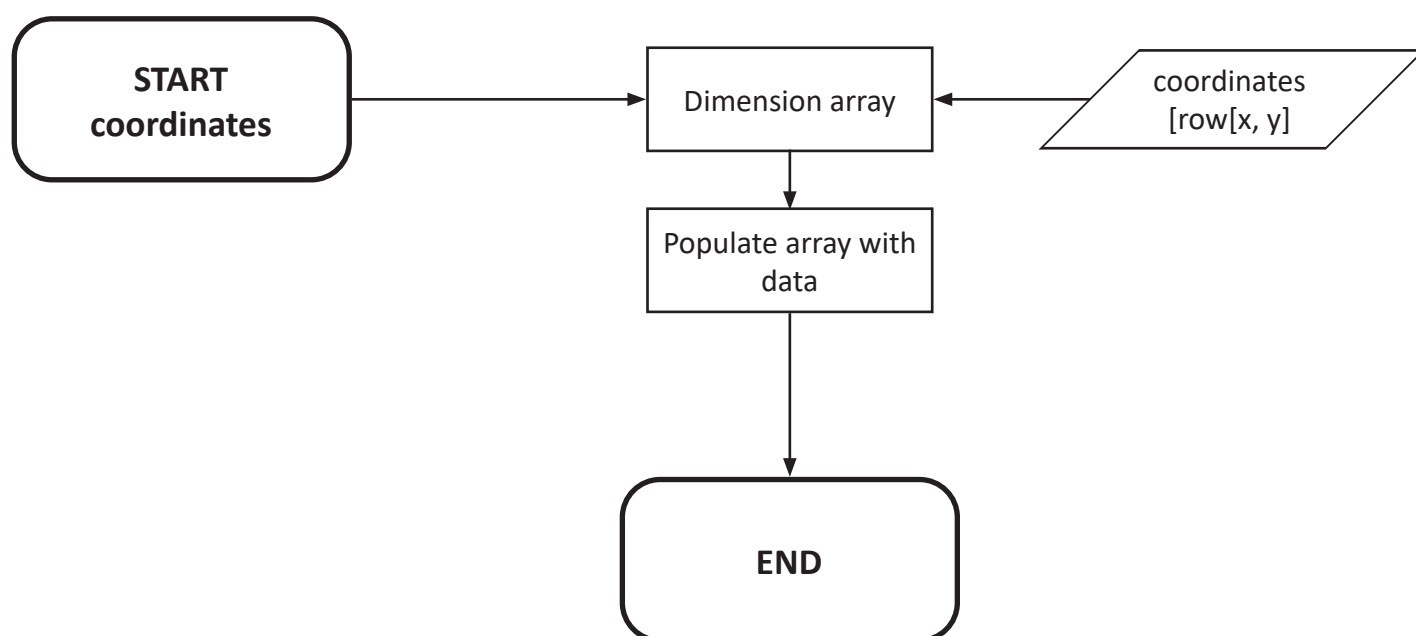 START
coordinates
Dimension array
coordinates
[row[x, y]
Populate array with
data
END